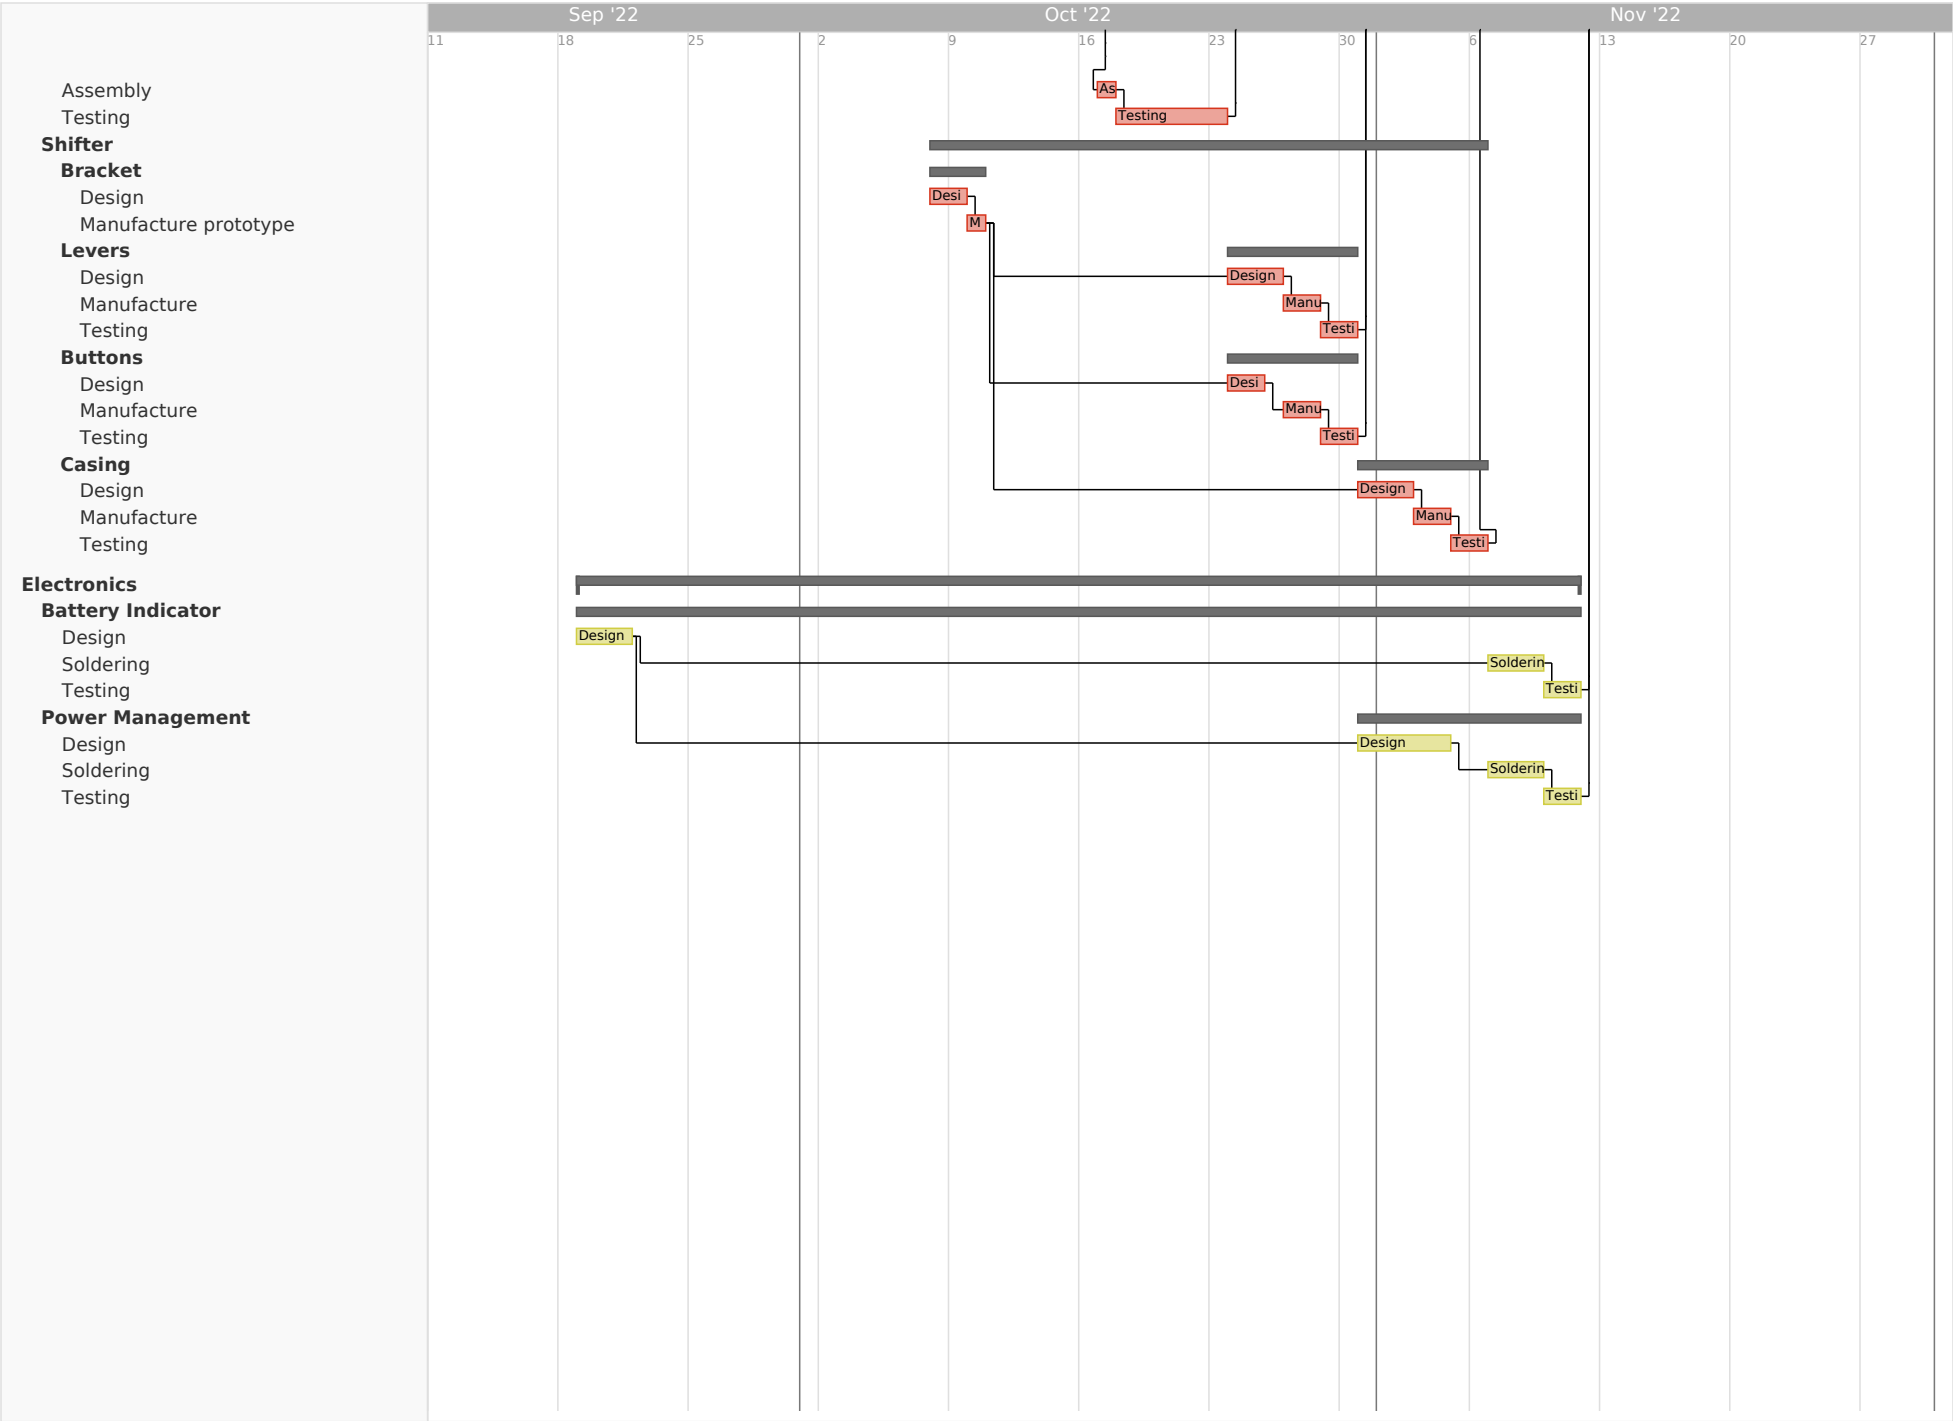 Sep '22 Oct '22 Nov '22
11 18 25 2 9 16 23 30 6 13 20 27
Assembly As
Testing Testing
Shifter
Bracket
Design Desi
Manufacture prototype M
Levers
Design Design
Manufacture Manu
Testing Testi
Buttons
Design Desi
Manufacture Manu
Testing Testi
Casing
Design Design
Manufacture Manu
Testing Testi
Electronics
Battery Indicator
Design Design
Soldering Solderin
Testing Testi
Power Management
Design Design
Soldering Solderin
Testing Testi